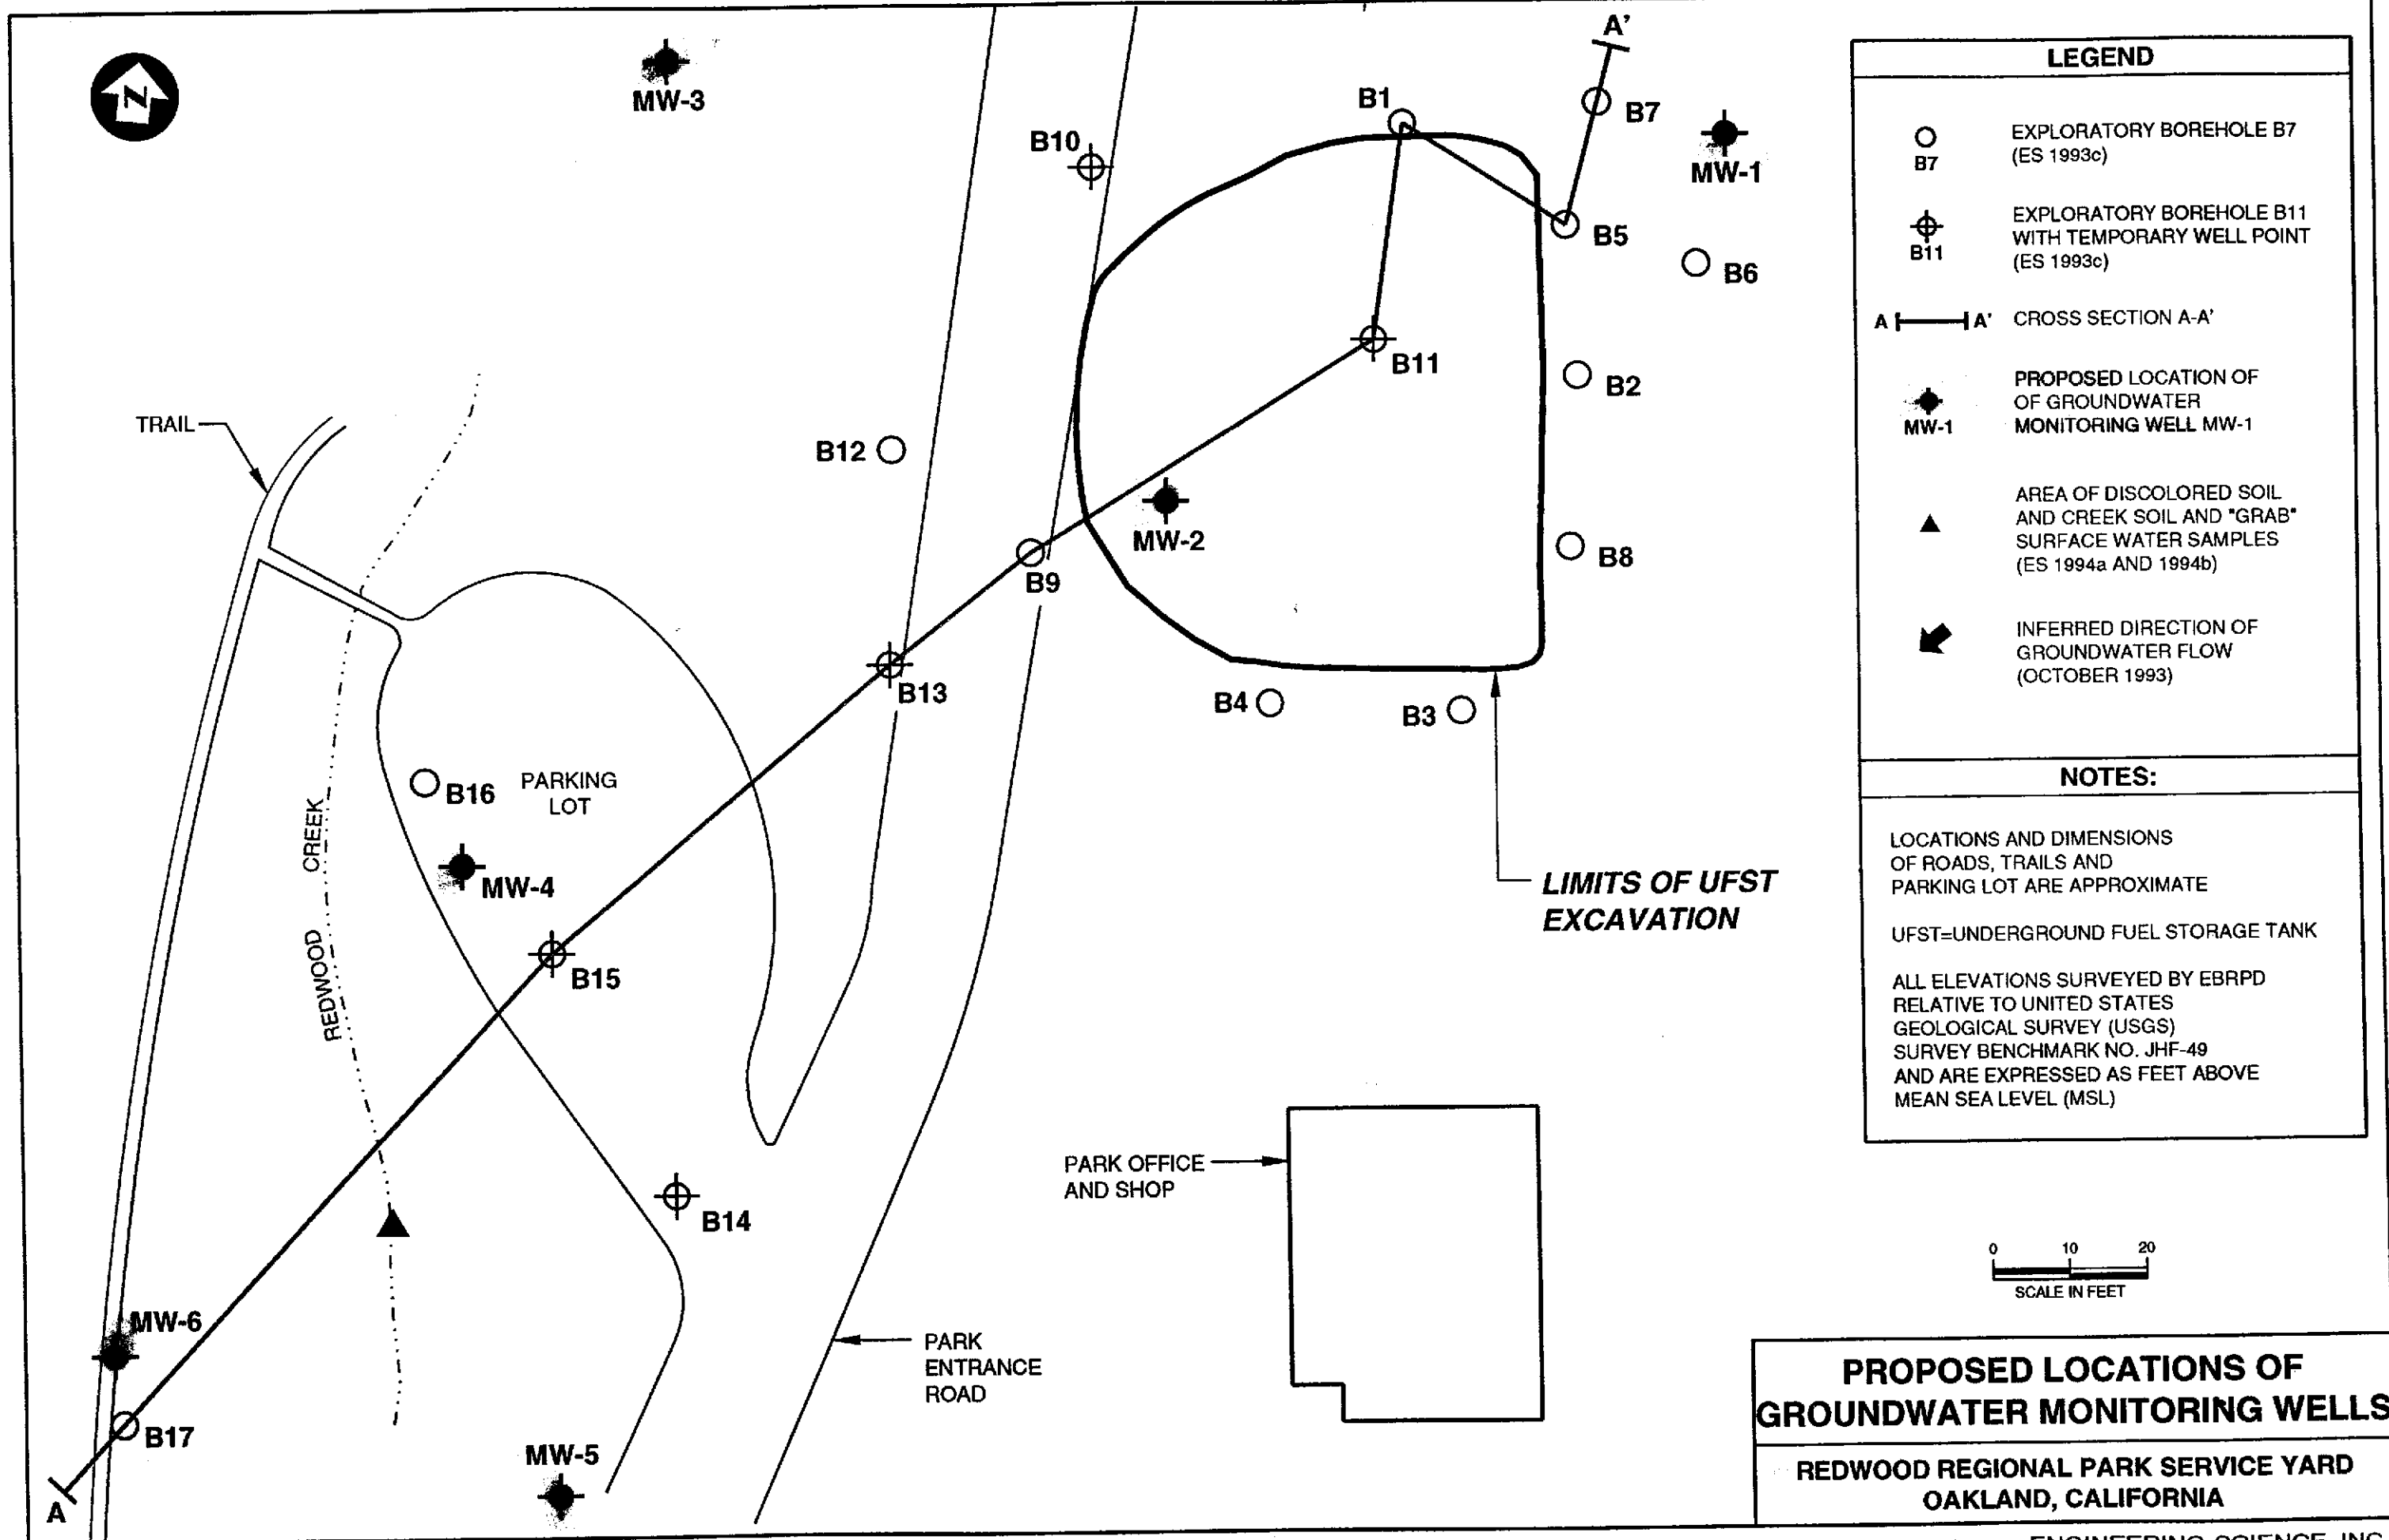 N
MW-3
A'
B1
B7
B10
MW-1
B5
B6
B11
B2
TRAIL
B12
MW-2
B8
B9
B13
B4
B3
B16
PARKING
LOT
REDWOOD CREEK
MW-4
LIMITS OF UFST
EXCAVATION
B15
PARK OFFICE
AND SHOP
B14
MW-6
PARK
ENTRANCE
ROAD
B17
MW-5
A
LEGEND
B7
EXPLORATORY BOREHOLE B7
(ES 1993c)
B11
EXPLORATORY BOREHOLE B11
WITH TEMPORARY WELL POINT
(ES 1993c)
A A' CROSS SECTION A-A'
MW-1
PROPOSED LOCATION OF
OF GROUNDWATER
MONITORING WELL MW-1
AREA OF DISCOLORED SOIL
AND CREEK SOIL AND "GRAB"
SURFACE WATER SAMPLES
(ES 1994a AND 1994b)
INFERRED DIRECTION OF
GROUNDWATER FLOW
(OCTOBER 1993)
NOTES:
LOCATIONS AND DIMENSIONS
OF ROADS, TRAILS AND
PARKING LOT ARE APPROXIMATE
UFST=UNDERGROUND FUEL STORAGE TANK
ALL ELEVATIONS SURVEYED BY EBRPD
RELATIVE TO UNITED STATES
GEOLOGICAL SURVEY (USGS)
SURVEY BENCHMARK NO. JHF-49
AND ARE EXPRESSED AS FEET ABOVE
MEAN SEA LEVEL (MSL)
0 10 20
SCALE IN FEET
PROPOSED LOCATIONS OF
GROUNDWATER MONITORING WELLS
REDWOOD REGIONAL PARK SERVICE YARD
OAKLAND, CALIFORNIA